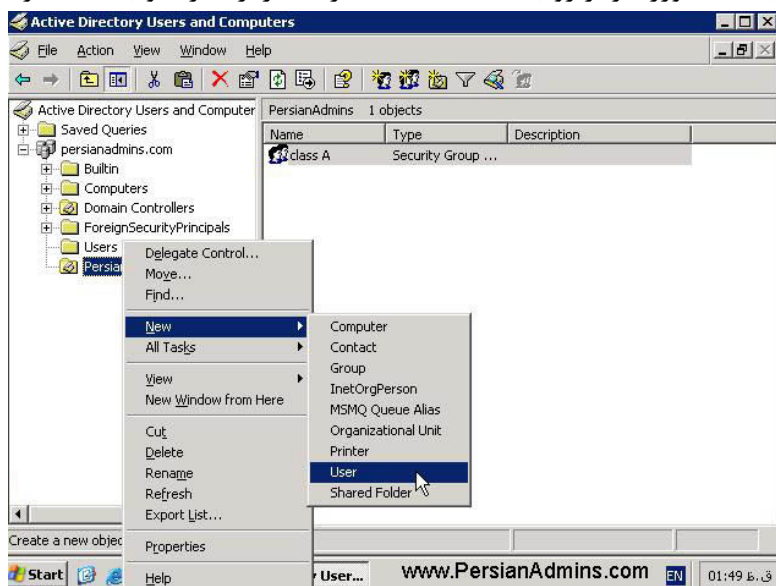 Active Directory Users and Computers
File Action View Window Help
Active Directory Users and Computer
Saved Queries
persianadmins.com
Builtin
Computers
Domain Controllers
ForeignSecurityPrincipals
Users
Persian
PersianAdmins 1 objects
Name Type Description
class A Security Group ...
Delegate Control...
Move...
Find...
New
All Tasks
View
New Window from Here
Cut
Delete
Rename
Refresh
Export List...
Properties
Help
Computer
Contact
Group
InetOrgPerson
MSMQ Queue Alias
Organizational Unit
Printer
User
Shared Folder
Create a new objec
Start
User...
www.PersianAdmins.com
EN
01:49